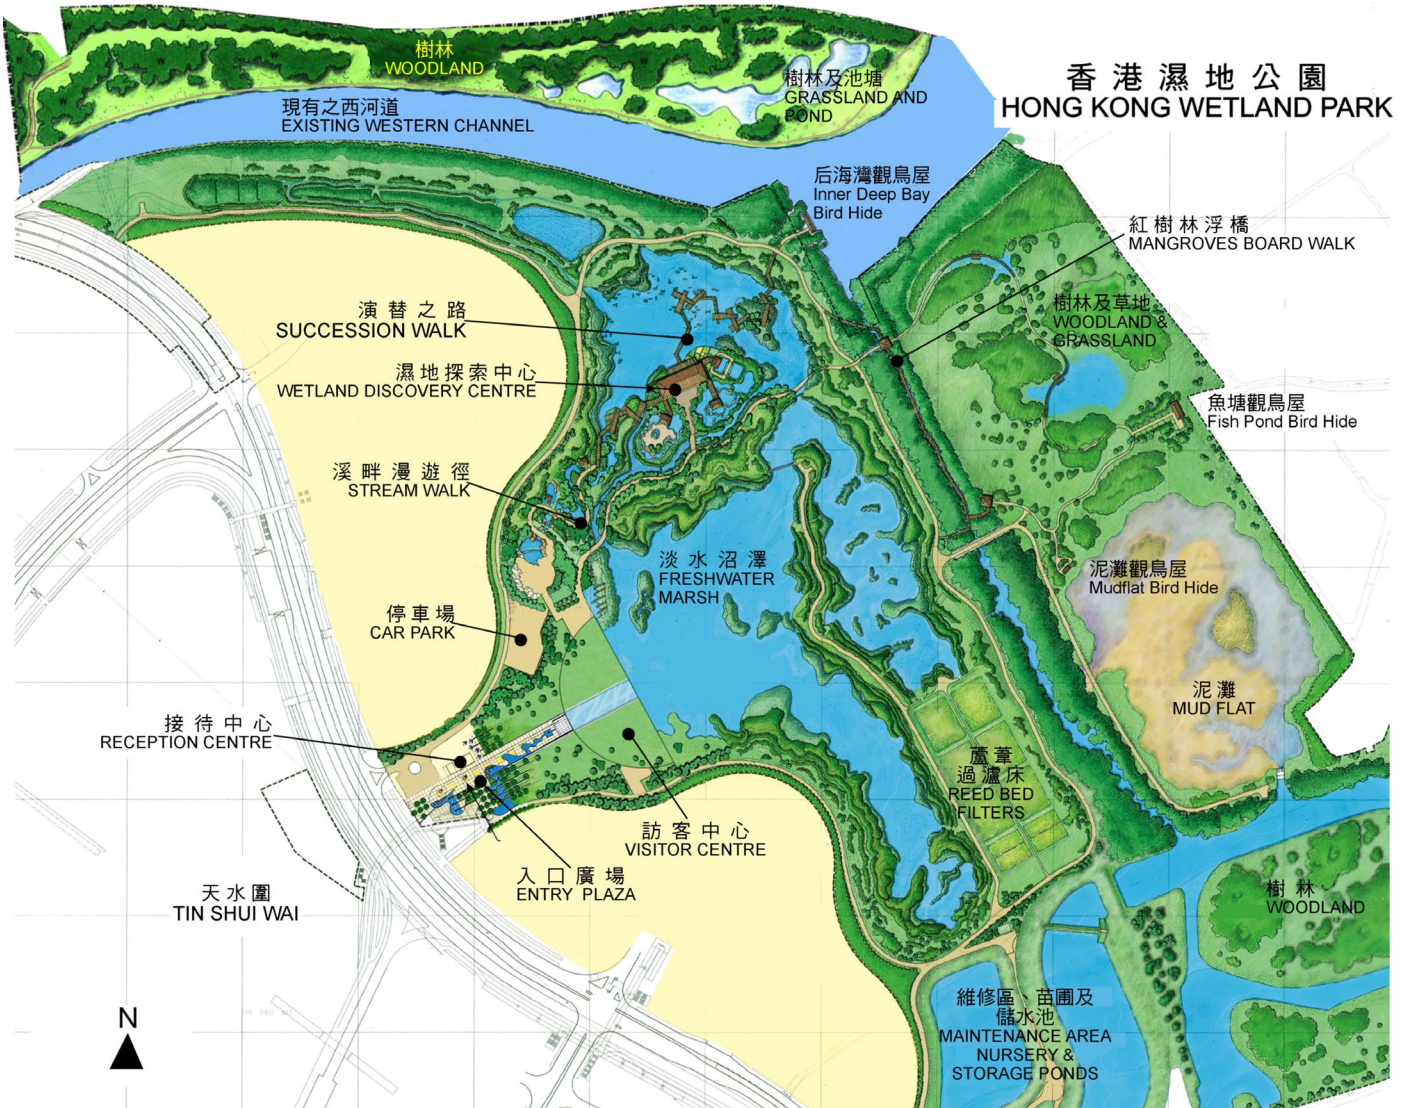 樹林
WOODLAND
樹林及池塘
GRASSLAND AND
POND
現有之西河道
EXISTING WESTERN CHANNEL
香港濕地公園
HONG KONG WETLAND PARK
后海灣觀鳥屋
Inner Deep Bay
Bird Hide
紅樹林浮橋
MANGROVES BOARD WALK
演替之路
SUCCESSION WALK
樹林及草地
WOODLAND &
GRASSLAND
濕地探索中心
WETLAND DISCOVERY CENTRE
魚塘觀鳥屋
Fish Pond Bird Hide
溪畔漫遊徑
STREAM WALK
淡水沼澤
FRESHWATER
MARSH
泥灘觀鳥屋
Mudflat Bird Hide
停車場
CAR PARK
泥灘
MUD FLAT
接待中心
RECEPTION CENTRE
蘆葦
過濾床
REED BED
FILTERS
訪客中心
VISITOR CENTRE
入口廣場
ENTRY PLAZA
天水圍
TIN SHUI WAI
樹林
WOODLAND
維修區、苗圃及
儲水池
MAINTENANCE AREA
NURSERY &
STORAGE PONDS
N